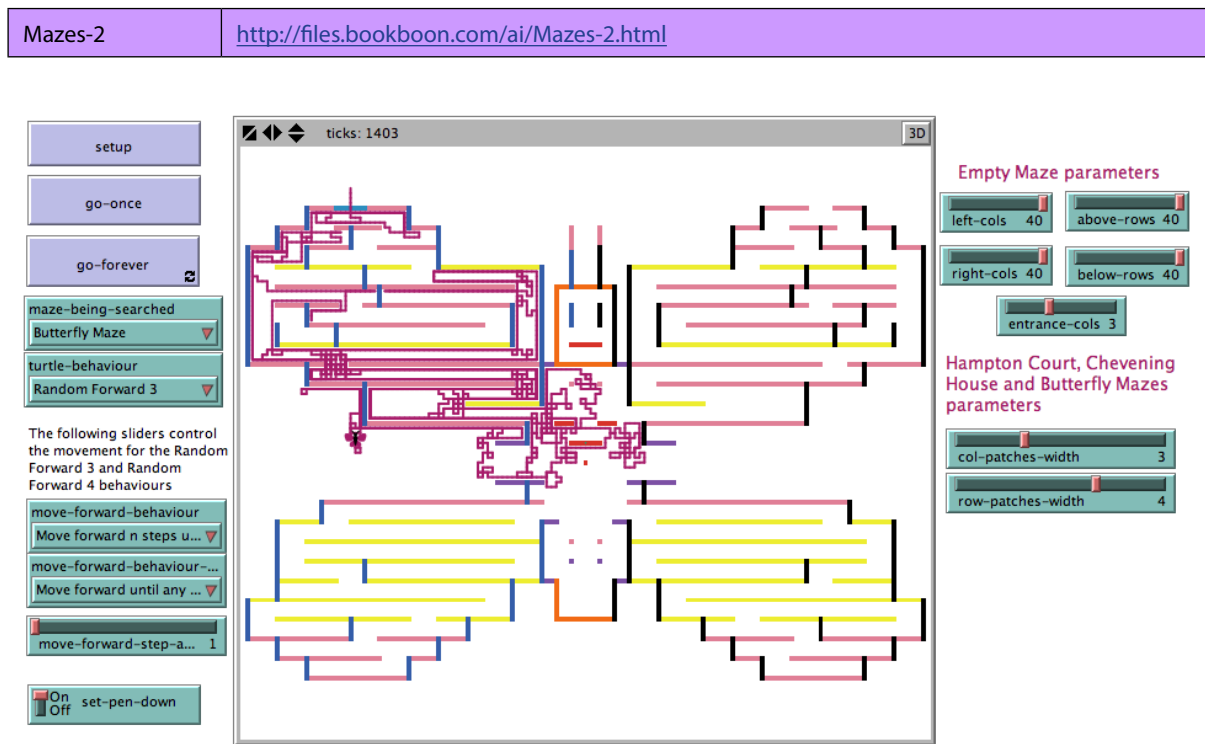 Mazes-2
http://files.bookboon.com/ai/Mazes-2.html
ticks: 1403
3D
setup
go-once
go-forever
maze-being-searched
Butterfly Maze
turtle-behaviour
Random Forward 3
The following sliders control
the movement for the Random
Forward 3 and Random
Forward 4 behaviours
move-forward-behaviour
Move forward n steps u...
move-forward-behaviour-...
Move forward until any ...
move-forward-step-a... 1
On
Off
set-pen-down
Empty Maze parameters
left-cols 40
above-rows 40
right-cols 40
below-rows 40
entrance-cols 3
Hampton Court, Chevening
House and Butterfly Mazes
parameters
col-patches-width 3
row-patches-width 4